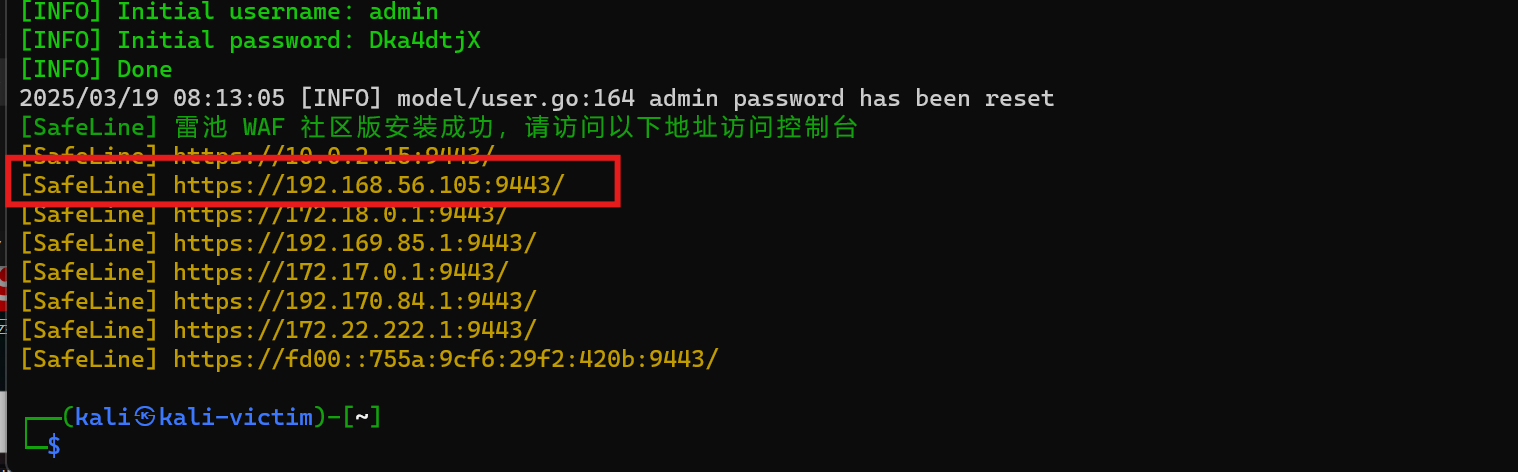 [INFO] Initial username: admin
[INFO] Initial password: Dka4dtjX
[INFO] Done
2025/03/19 08:13:05 [INFO] model/user.go:164 admin password has been reset
[SafeLine] 雷池 WAF 社区版安装成功，请访问以下地址访问控制台
[SafeLine] https://10.0.2.15:9443/
[SafeLine] https://192.168.56.105:9443/
[SafeLine] https://172.18.0.1:9443/
[SafeLine] https://192.169.85.1:9443/
[SafeLine] https://172.17.0.1:9443/
[SafeLine] https://192.170.84.1:9443/
[SafeLine] https://172.22.222.1:9443/
[SafeLine] https://fd00::755a:9cf6:29f2:420b:9443/
┌──(kali㉿kali-victim)-[~]
└─$